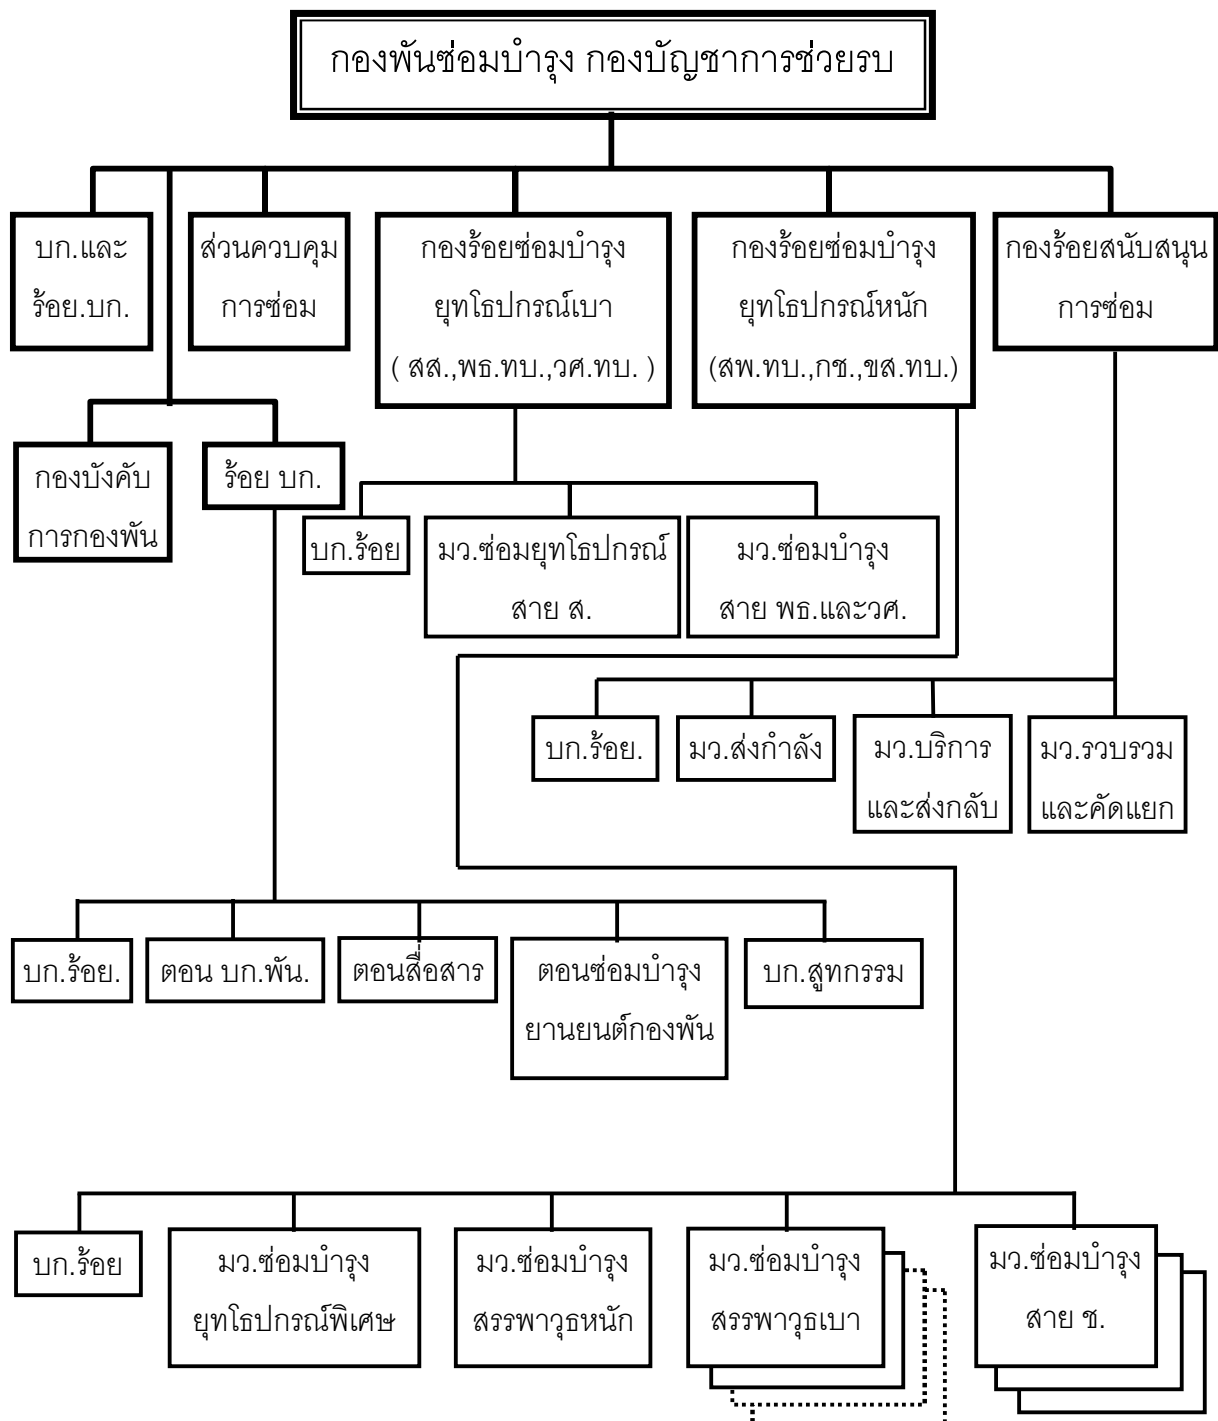 กองพันซ่อมบำรุง กองบัญชาการช่วยรบ
บก.และ
ร้อย.บก.
ส่วนควบคุม
การซ่อม
กองร้อยซ่อมบำรุง
ยุทโธปกรณ์เบา
( สส.,พธ.ทบ.,วศ.ทบ. )
กองร้อยซ่อมบำรุง
ยุทโธปกรณ์หนัก
(สพ.ทบ.,กช.,ขส.ทบ.)
กองร้อยสนับสนุน
การซ่อม
กองบังคับ
การกองพัน
ร้อย บก.
บก.ร้อย
มว.ซ่อมยุทโธปกรณ์
สาย ส.
มว.ซ่อมบำรุง
สาย พธ.และวศ.
บก.ร้อย.
มว.ส่งกำลัง
มว.บริการ
และส่งกลับ
มว.รวบรวม
และคัดแยก
บก.ร้อย.
ตอน บก.พัน.
ตอนสื่อสาร
ตอนซ่อมบำรุง
ยานยนต์กองพัน
บก.สูทกรรม
บก.ร้อย
มว.ซ่อมบำรุง
ยุทโธปกรณ์พิเศษ
มว.ซ่อมบำรุง
สรรพาวุธหนัก
มว.ซ่อมบำรุง
สรรพาวุธเบา
มว.ซ่อมบำรุง
สาย ช.